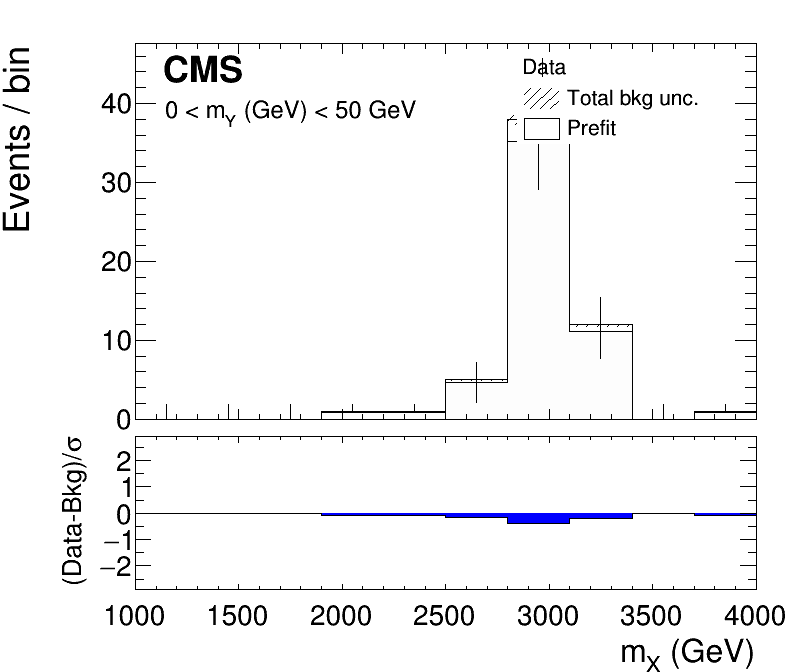 CMS
0 < mY (GeV) < 50 GeV
Data
Total bkg unc.
Prefit
Events / bin
40
30
20
10
0
(Data-Bkg)/σ
2
1
0
−1
−2
1000 1500 2000 2500 3000 3500 4000
mX (GeV)